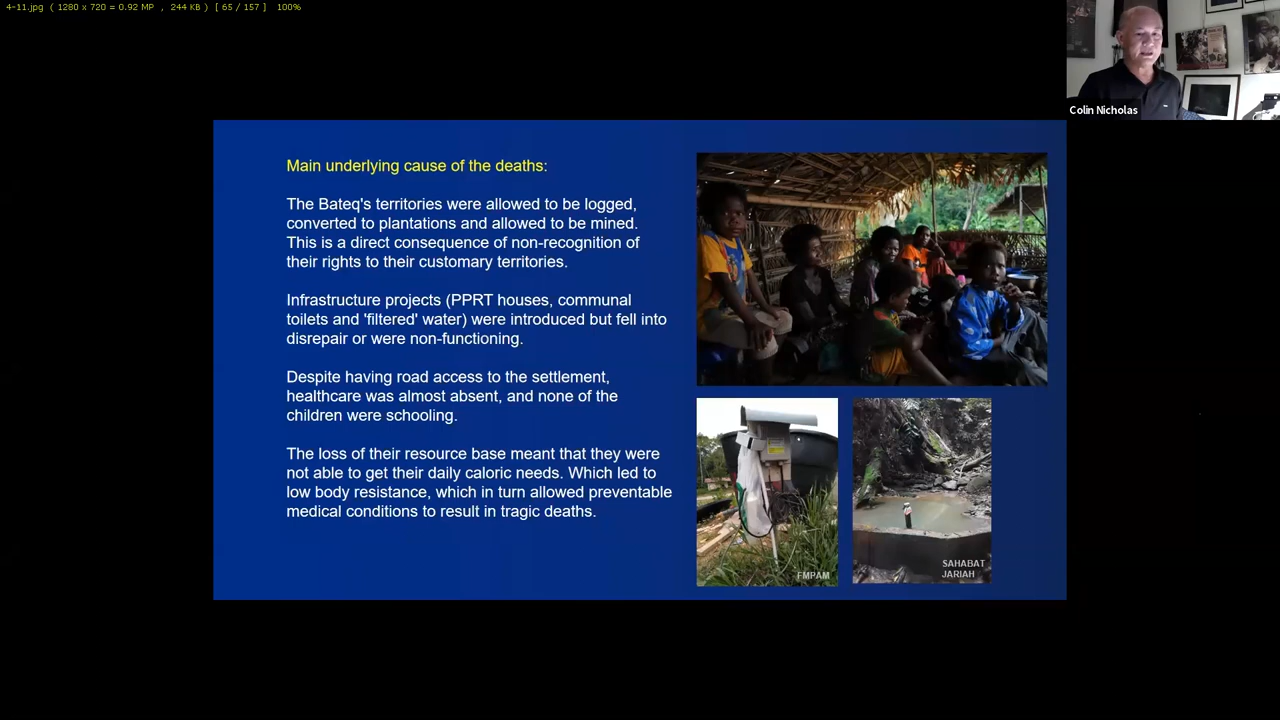 4-11.jpg ( 1280 x 720 = 0.92 MP , 244 KB ) [ 65 / 157 ] 100%
Colin Nicholas
Main underlying cause of the deaths:
The Bateq's territories were allowed to be logged,
converted to plantations and allowed to be mined.
This is a direct consequence of non-recognition of
their rights to their customary territories.
Infrastructure projects (PPRT houses, communal
toilets and 'filtered' water) were introduced but fell into
disrepair or were non-functioning.
Despite having road access to the settlement,
healthcare was almost absent, and none of the
children were schooling.
The loss of their resource base meant that they were
not able to get their daily caloric needs. Which led to
low body resistance, which in turn allowed preventable
medical conditions to result in tragic deaths.
FMPAM
SAHABAT
JARIAH